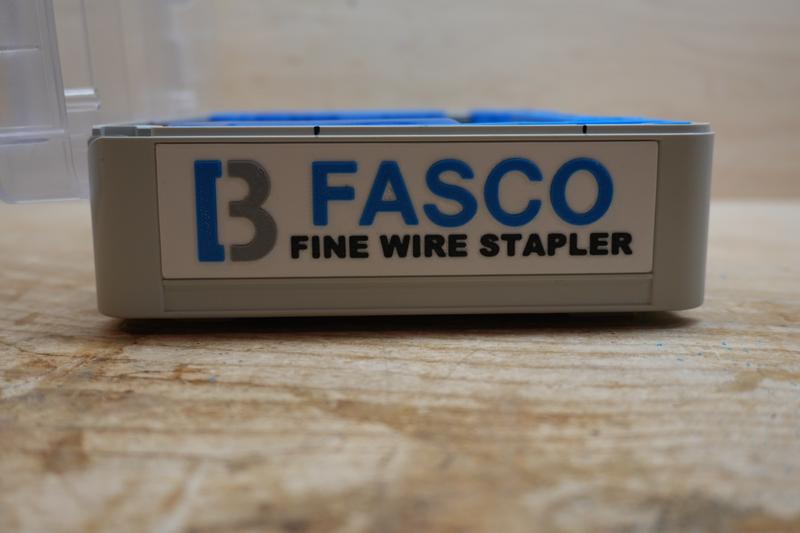 B FASCO
FINE WIRE STAPLER